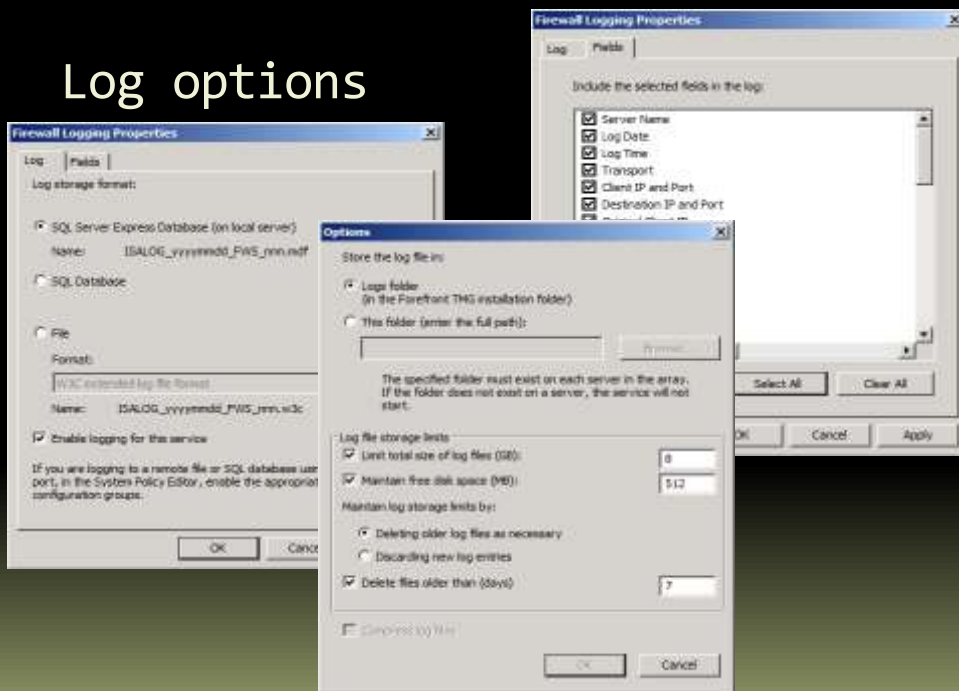 Log options
Firewall Logging Properties
Log
Fields
Log storage format:
SQL Server Express Database (on local server)
Name: ISALOG_yyyymmdd_FWS_nnn.mdf
SQL Database
File
Format:
W3C extended log file format
Name: ISALOG_yyyymmdd_FWS_nnn.w3c
Enable logging for this service
If you are logging to a remote file or SQL database
port, in the System Policy Editor, enable the
configuration groups.
OK
Firewall Logging Properties
Log
Fields
Include the selected fields in the log:
Server Name
Log Date
Log Time
Transport
Client IP and Port
Destination IP and Port
Select All
Clear All
OK
Cancel
Apply
Options
Store the log file in:
Logs folder
(in the Forefront TMG installation folder)
This folder (enter the full path):
Browse...
The specified folder must exist on each server in the array.
If the folder does not exist on a server, the service will not
start.
Log file storage limits
Limit total size of log files (GB):
8
Maintain free disk space (MB):
512
Maintain log storage limits by:
Deleting older log files as necessary
Discarding new log entries
Delete files older than (days)
7
Compress log files
OK
Cancel